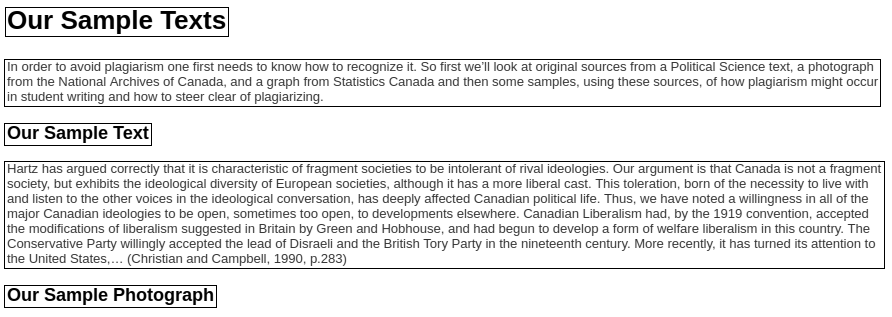 Our Sample Texts
In order to avoid plagiarism one first needs to know how to recognize it. So first we’ll look at original sources from a Political Science text, a photograph
from the National Archives of Canada, and a graph from Statistics Canada and then some samples, using these sources, of how plagiarism might occur
in student writing and how to steer clear of plagiarizing.
Our Sample Text
Hartz has argued correctly that it is characteristic of fragment societies to be intolerant of rival ideologies. Our argument is that Canada is not a fragment
society, but exhibits the ideological diversity of European societies, although it has a more liberal cast. This toleration, born of the necessity to live with
and listen to the other voices in the ideological conversation, has deeply affected Canadian political life. Thus, we have noted a willingness in all of the
major Canadian ideologies to be open, sometimes too open, to developments elsewhere. Canadian Liberalism had, by the 1919 convention, accepted
the modifications of liberalism suggested in Britain by Green and Hobhouse, and had begun to develop a form of welfare liberalism in this country. The
Conservative Party willingly accepted the lead of Disraeli and the British Tory Party in the nineteenth century. More recently, it has turned its attention to
the United States,… (Christian and Campbell, 1990, p.283)
Our Sample Photograph